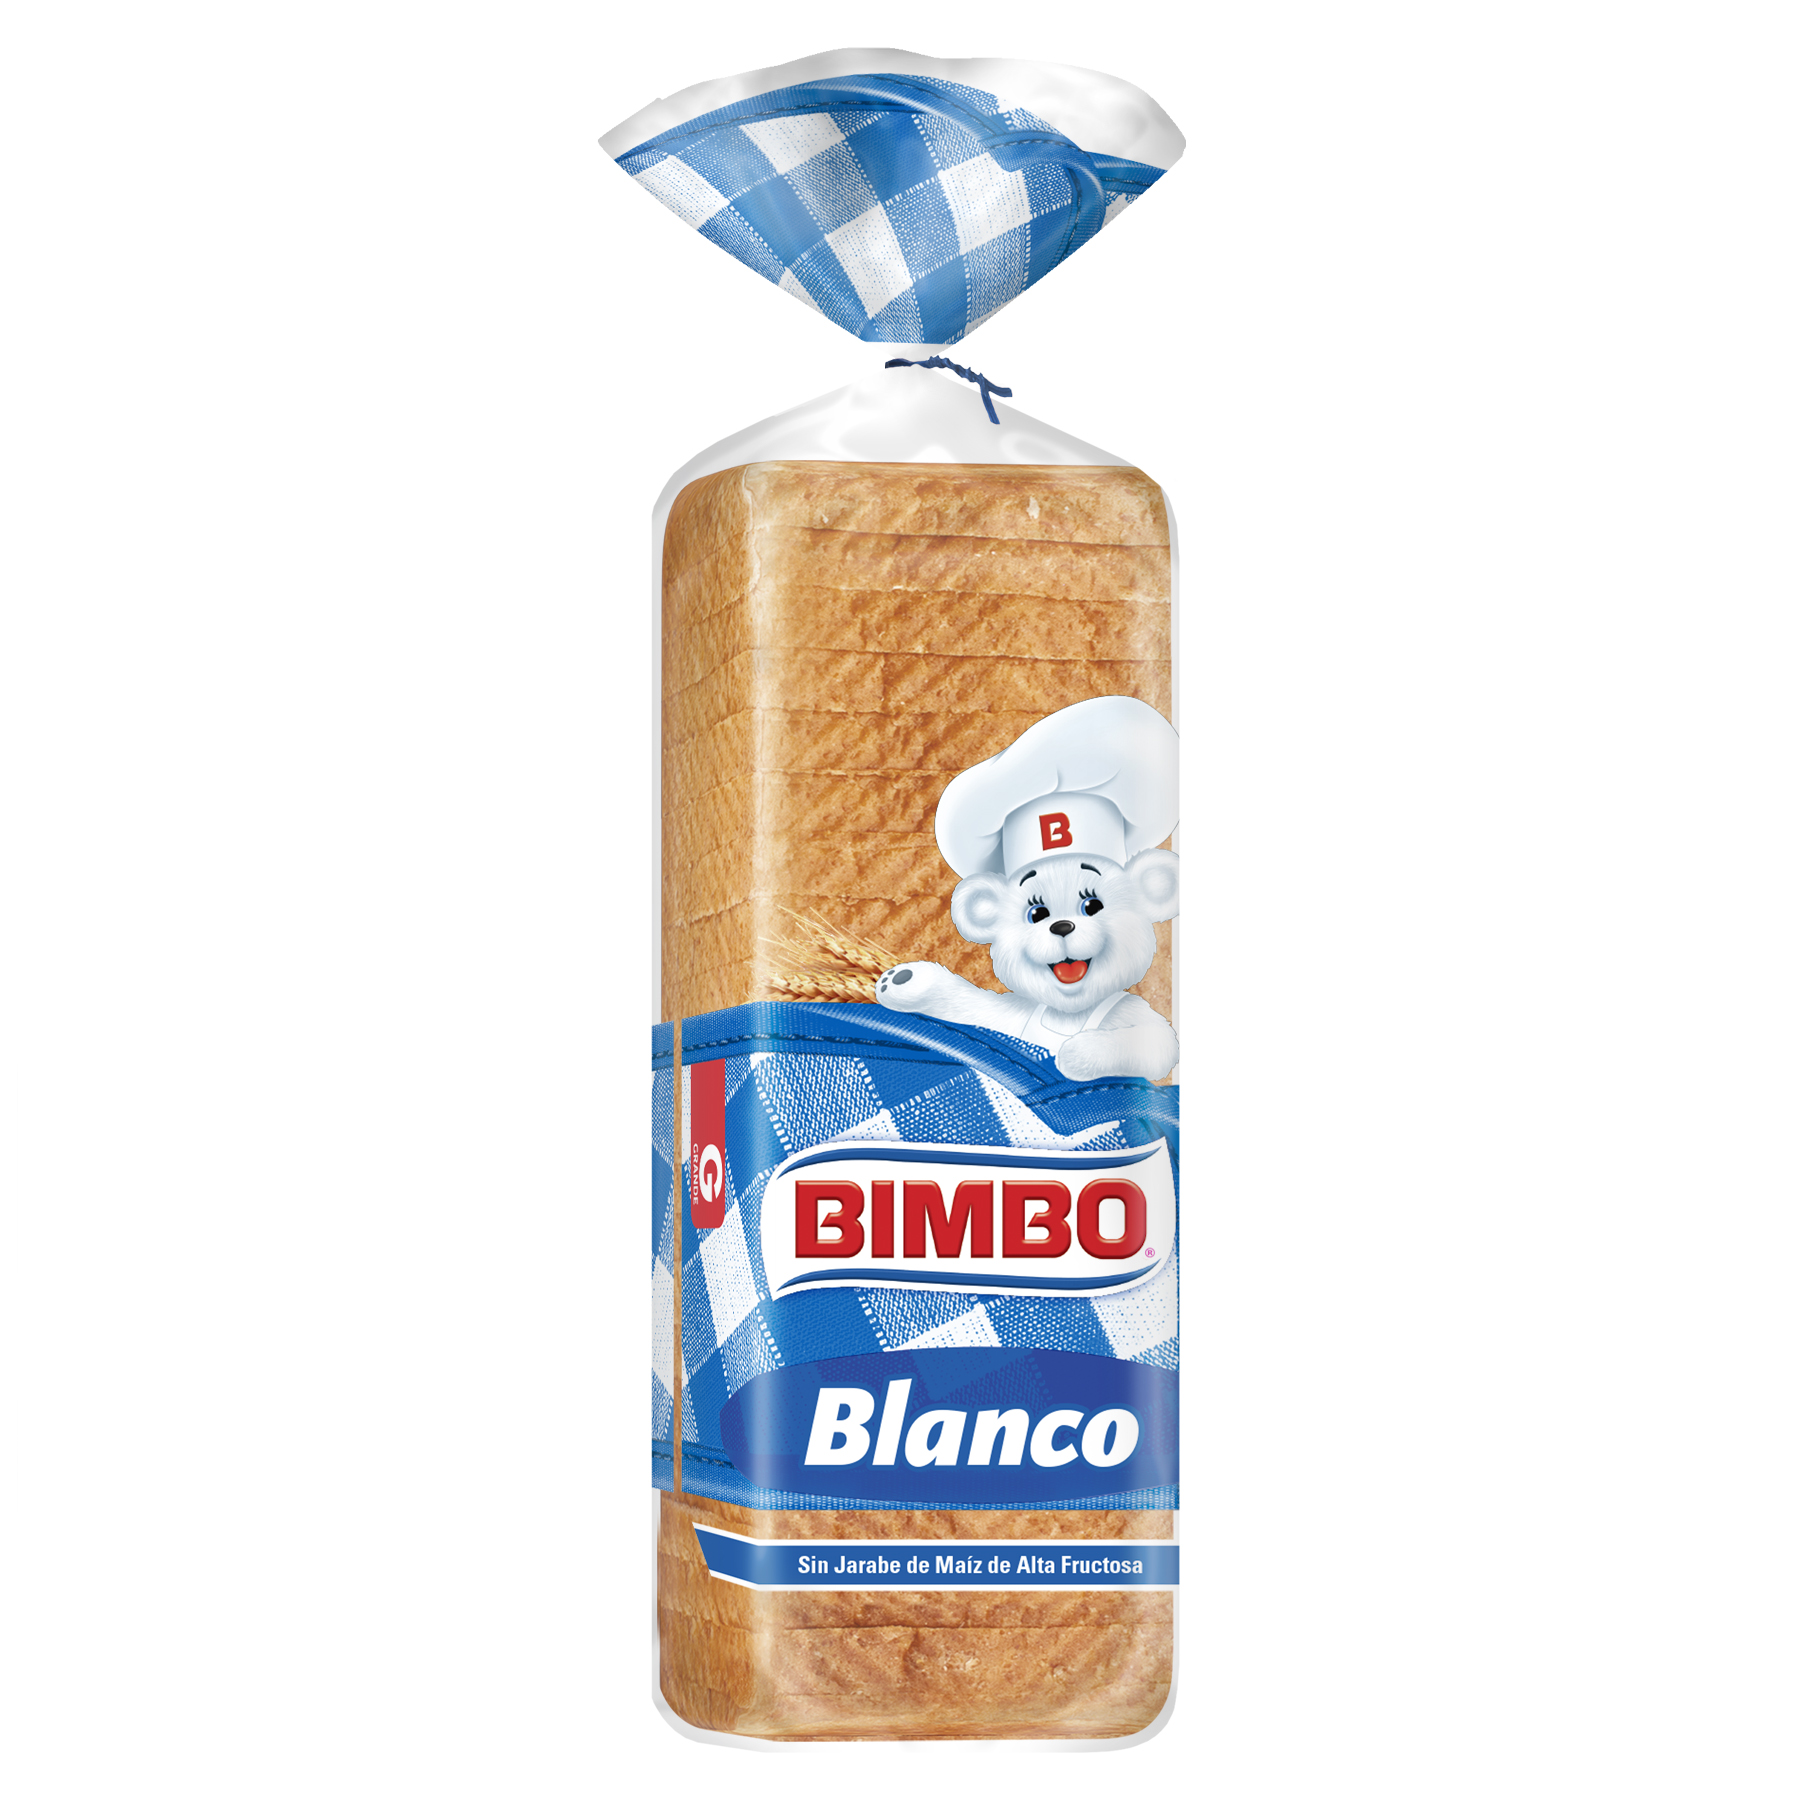 B
G
GRANDE
BIMBO®
Blanco
Sin Jarabe de Maíz de Alta Fructosa